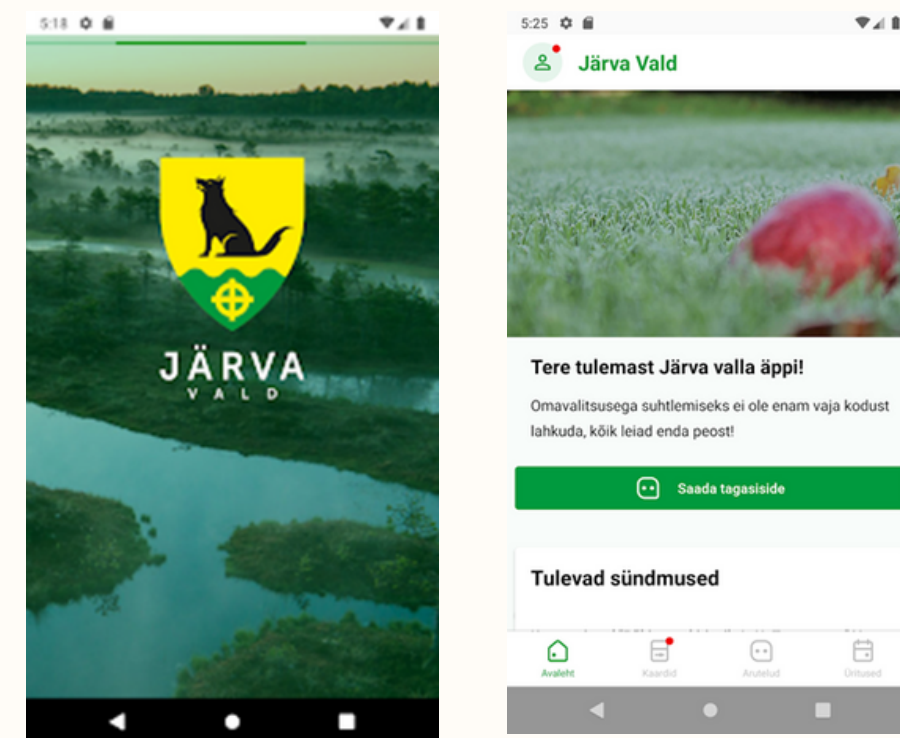 5:18
JÄRVA
VALD
5:25
Järva Vald
Tere tulemast Järva valla äppi!
Omavalitsusega suhtlemiseks ei ole enam vaja kodust
lahkuda, kõik leiad enda peost!
Saada tagasiside
Tulevad sündmused
Avaleht Kaardid Arutelud Üritused